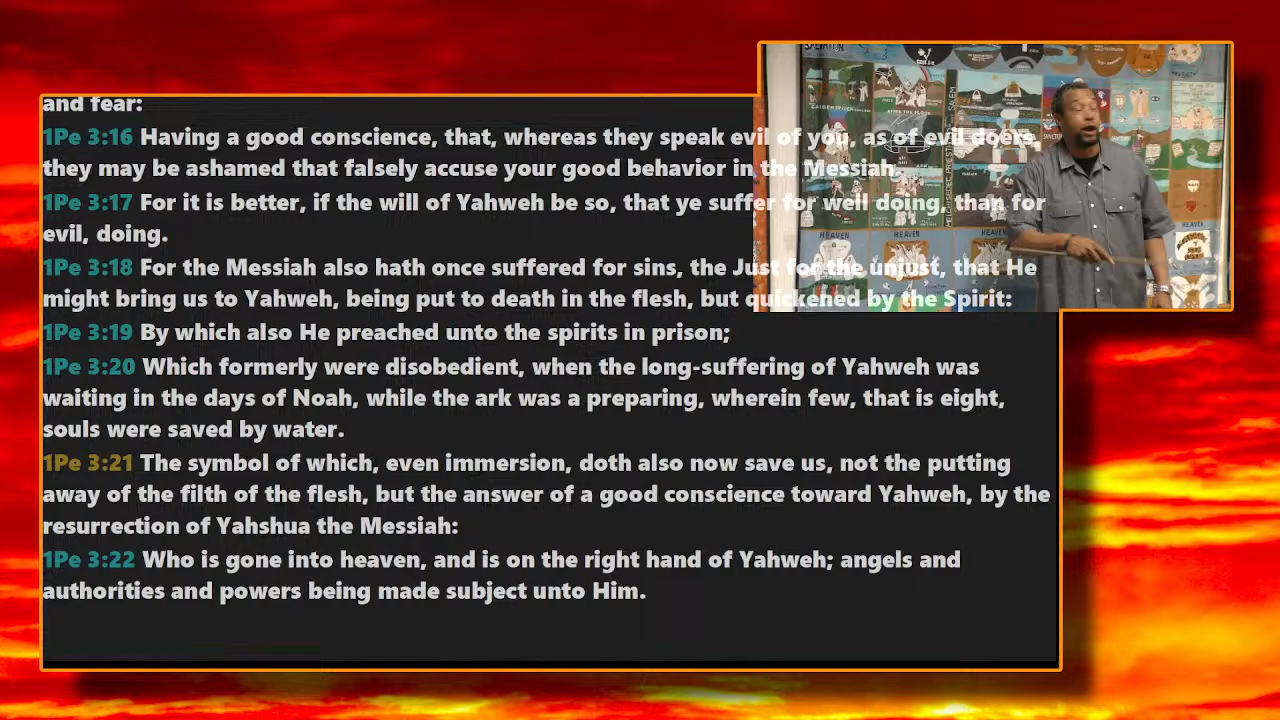 and fear:
1Pe 3:16 Having a good conscience, that, whereas they speak evil of you, as of evil doers,
they may be ashamed that falsely accuse your good behavior in the Messiah.
1Pe 3:17 For it is better, if the will of Yahweh be so, that ye suffer for well doing, than for
evil, doing.
1Pe 3:18 For the Messiah also hath once suffered for sins, the Just for the unjust, that He
might bring us to Yahweh, being put to death in the flesh, but quickened by the Spirit:
1Pe 3:19 By which also He preached unto the spirits in prison;
1Pe 3:20 Which formerly were disobedient, when the long-suffering of Yahweh was
waiting in the days of Noah, while the ark was a preparing, wherein few, that is eight,
souls were saved by water.
1Pe 3:21 The symbol of which, even immersion, doth also now save us, not the putting
away of the filth of the flesh, but the answer of a good conscience toward Yahweh, by the
resurrection of Yahshua the Messiah:
1Pe 3:22 Who is gone into heaven, and is on the right hand of Yahweh; angels and
authorities and powers being made subject unto Him.
SALEM
HEAVEN
HEAVEN
HEAVEN